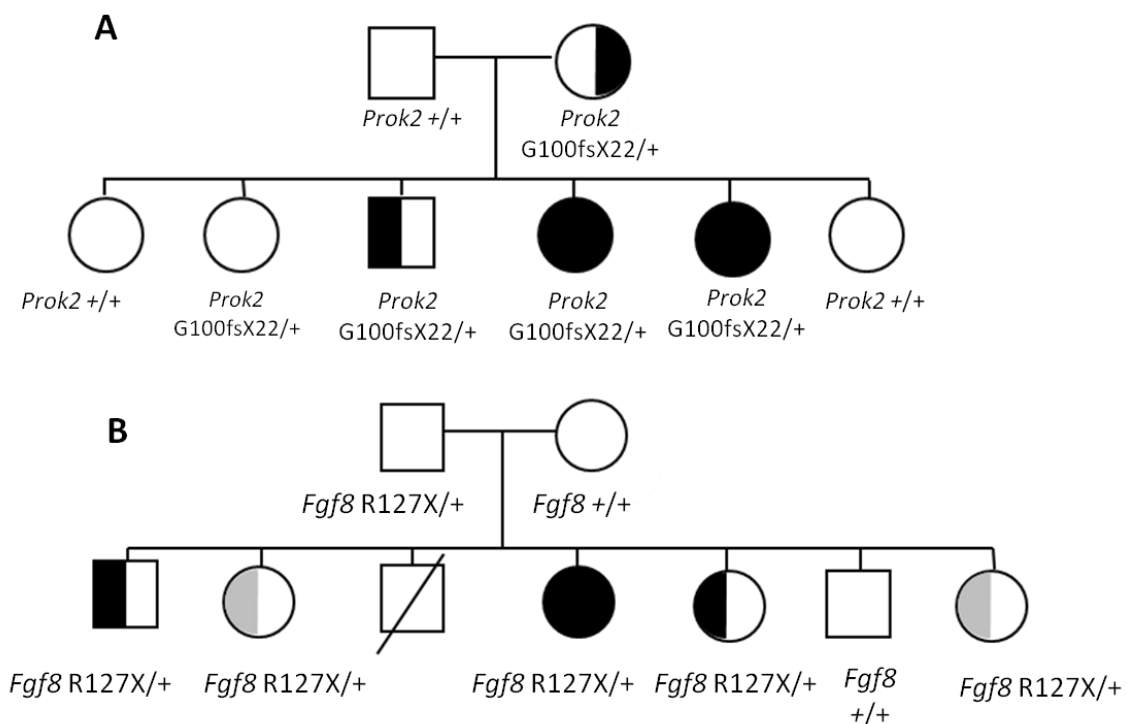 A
Prok2 +/+
Prok2
G100fsX22/+
Prok2 +/+
Prok2
G100fsX22/+
Prok2
G100fsX22/+
Prok2
G100fsX22/+
Prok2
G100fsX22/+
Prok2 +/+
B
Fgf8 R127X/+
Fgf8 +/+
Fgf8 R127X/+
Fgf8 R127X/+
Fgf8 R127X/+
Fgf8 R127X/+
Fgf8
+/+
Fgf8 R127X/+